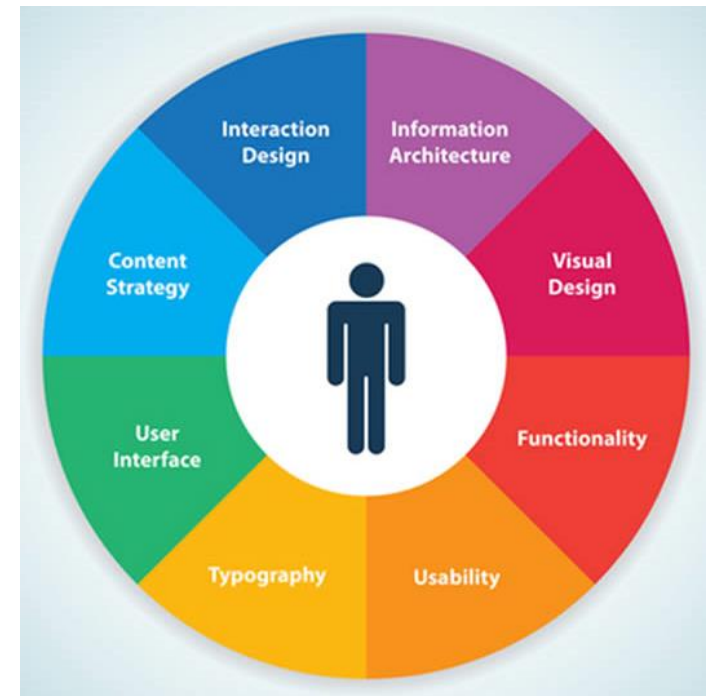 Interaction
Design
Information
Architecture
Visual
Design
Functionality
Usability
Typography
User
Interface
Content
Strategy